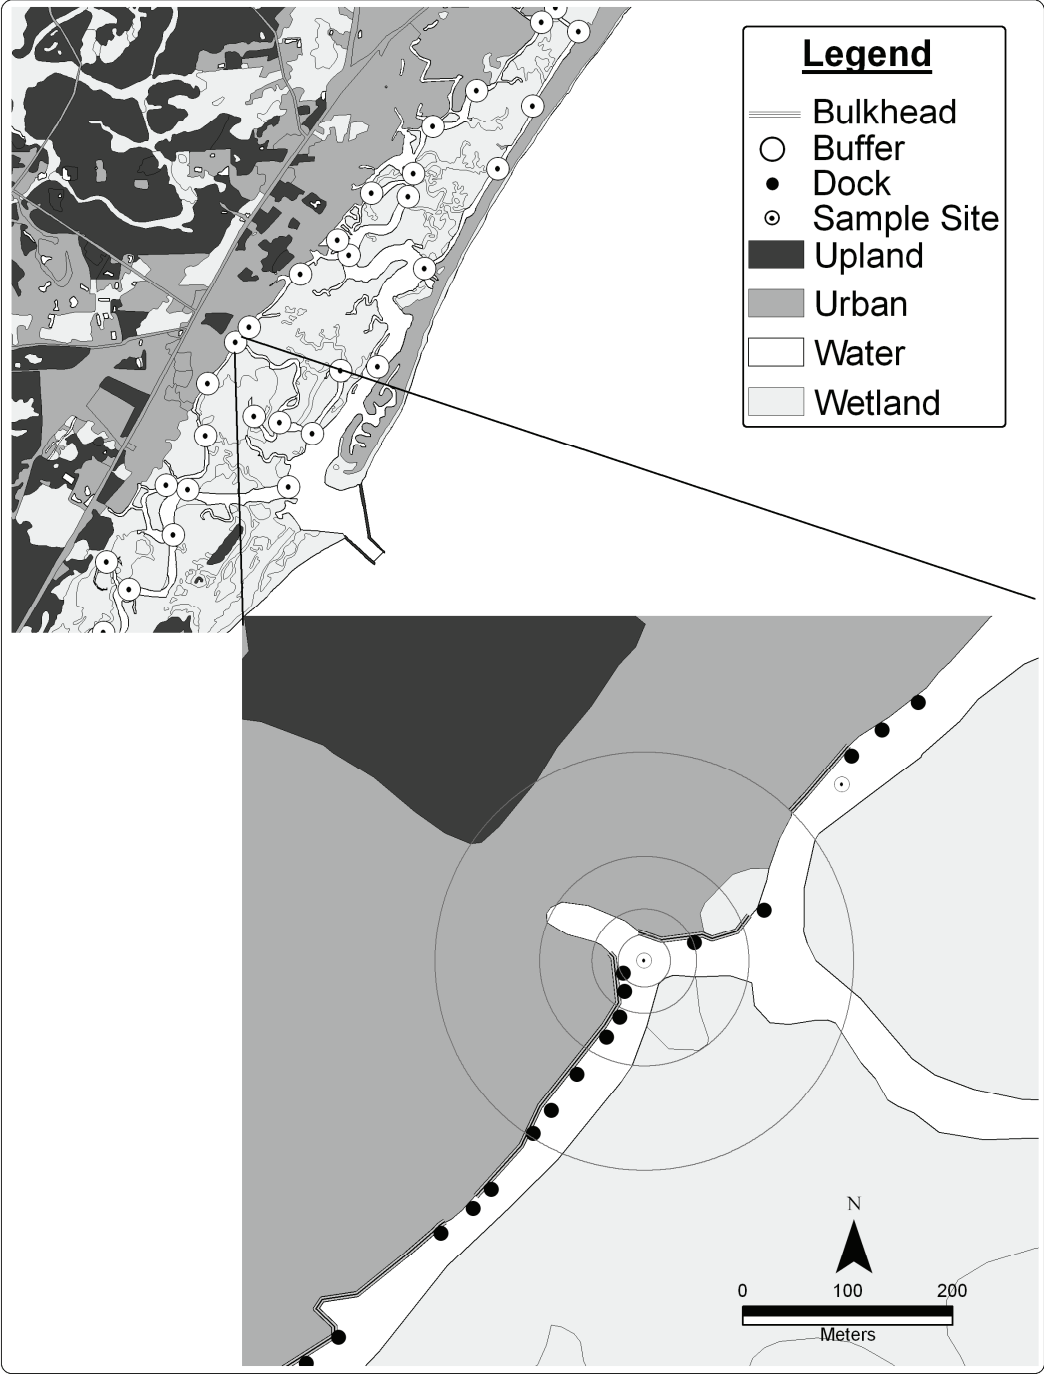 Legend
Bulkhead
Buffer
Dock
Sample Site
Upland
Urban
Water
Wetland
N
0 100 200
Meters